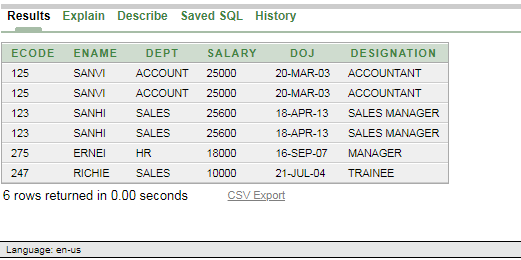 Results Explain Describe Saved SQL History
ECODE ENAME DEPT SALARY DOJ DESIGNATION
125 SANVI ACCOUNT 25000 20-MAR-03 ACCOUNTANT
125 SANVI ACCOUNT 25000 20-MAR-03 ACCOUNTANT
123 SANHI SALES 25600 18-APR-13 SALES MANAGER
123 SANHI SALES 25600 18-APR-13 SALES MANAGER
275 ERNEI HR 18000 16-SEP-07 MANAGER
247 RICHIE SALES 10000 21-JUL-04 TRAINEE
6 rows returned in 0.00 seconds CSV Export
Language: en-us